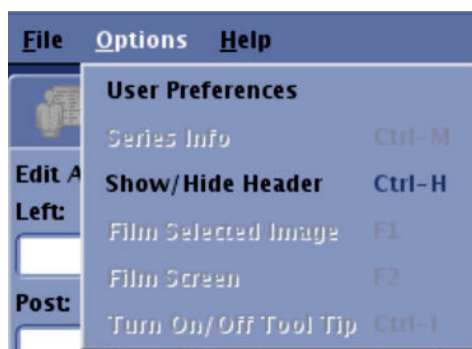 File Options Help
User Preferences
Series Info Ctrl-M
Edit A
Show/Hide Header Ctrl-H
Left:
Film Selected Image F1
Film Screen F2
Post:
Turn On/Off Tool Tip Ctrl-I